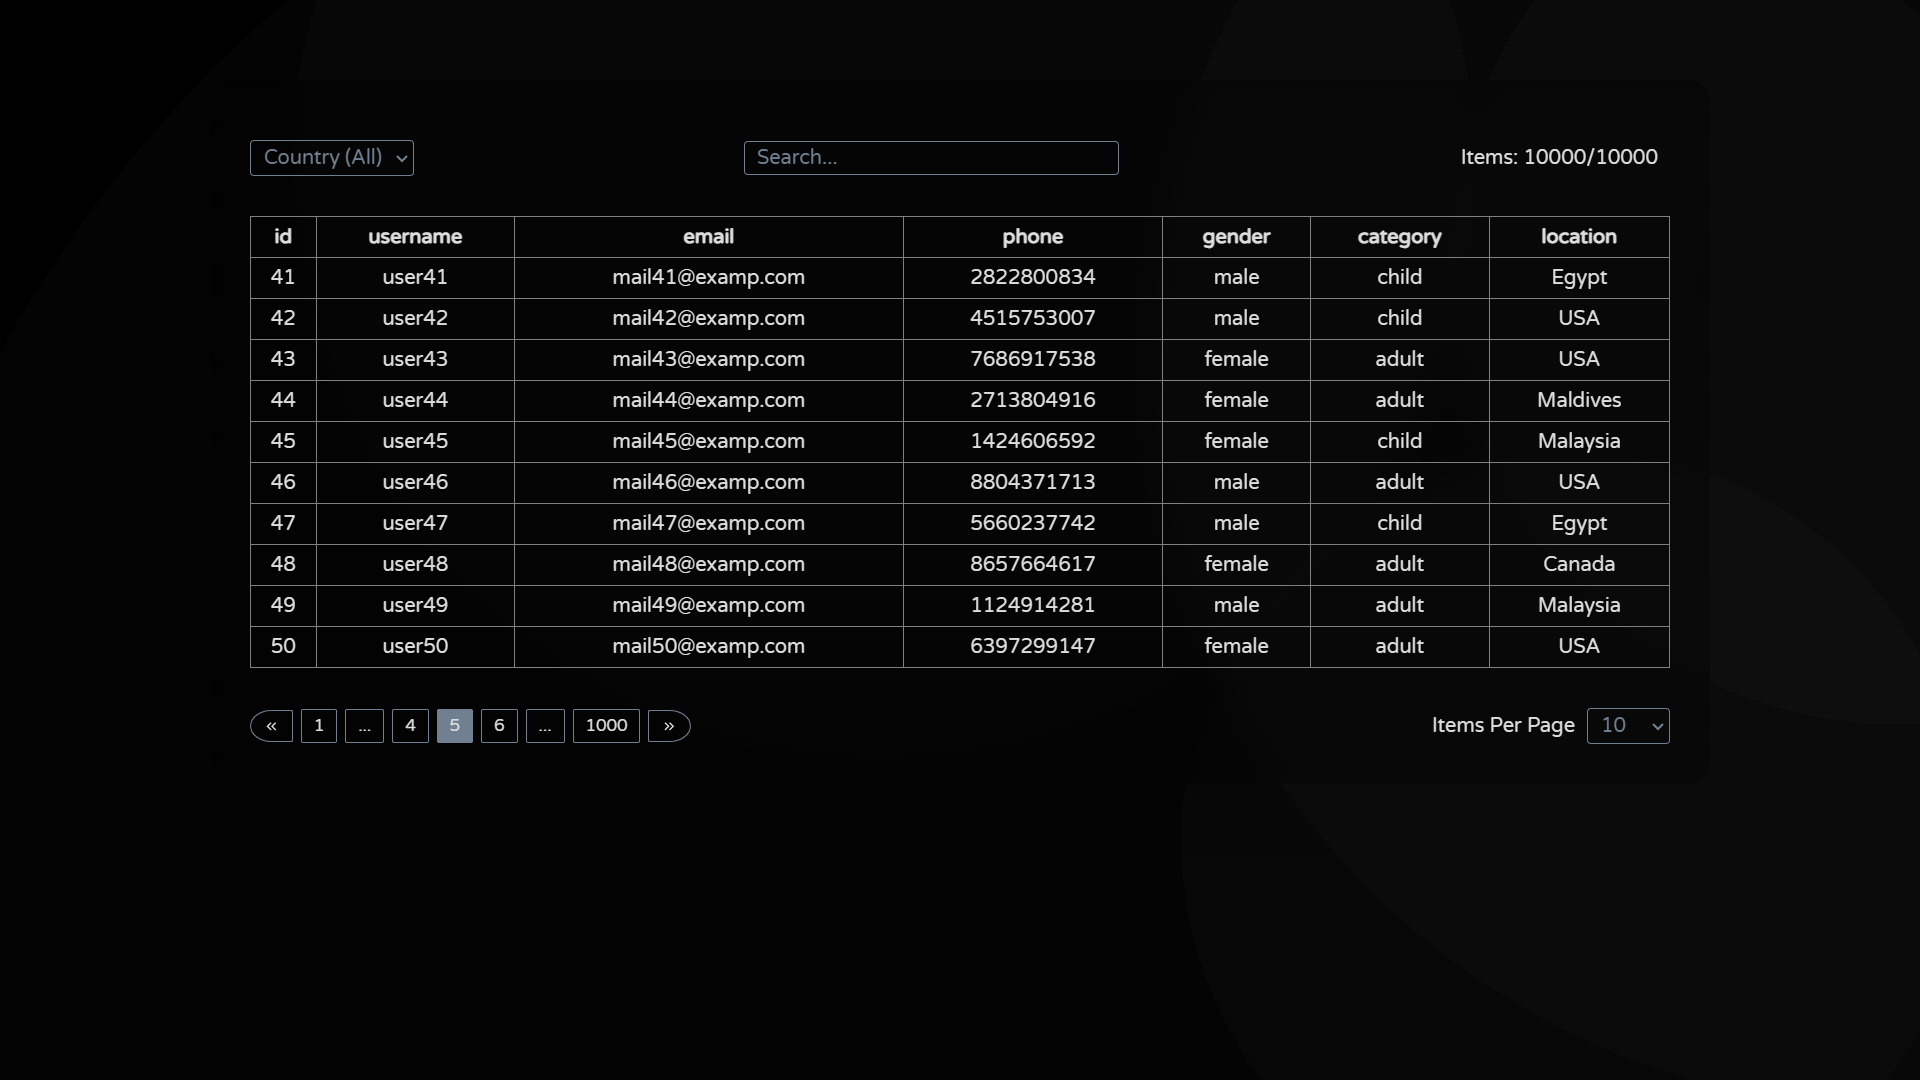 Country (All) Search... Items: 10000/10000
id username email phone gender category location
41 user41 mail41@examp.com 2822800834 male child Egypt
42 user42 mail42@examp.com 4515753007 male child USA
43 user43 mail43@examp.com 7686917538 female adult USA
44 user44 mail44@examp.com 2713804916 female adult Maldives
45 user45 mail45@examp.com 1424606592 female child Malaysia
46 user46 mail46@examp.com 8804371713 male adult USA
47 user47 mail47@examp.com 5660237742 male child Egypt
48 user48 mail48@examp.com 8657664617 female adult Canada
49 user49 mail49@examp.com 1124914281 male adult Malaysia
50 user50 mail50@examp.com 6397299147 female adult USA
« 1 ... 4 5 6 ... 1000 » Items Per Page 10